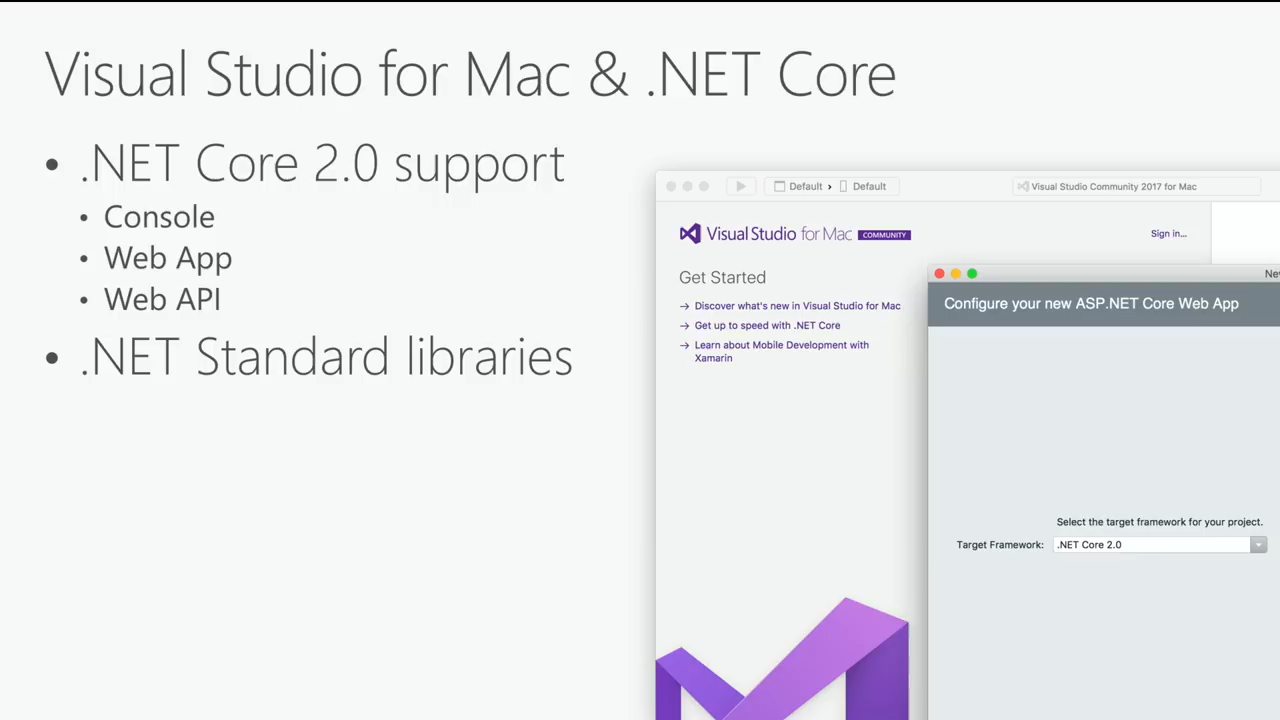 Visual Studio for Mac & .NET Core
• .NET Core 2.0 support
• Console
• Web App
• Web API
• .NET Standard libraries
Default › Default
Visual Studio Community 2017 for Mac
Visual Studio for Mac COMMUNITY
Sign in...
Get Started
→ Discover what's new in Visual Studio for Mac
→ Get up to speed with .NET Core
→ Learn about Mobile Development with
Xamarin
Configure your new ASP.NET Core Web App
Select the target framework for your project.
Target Framework: .NET Core 2.0